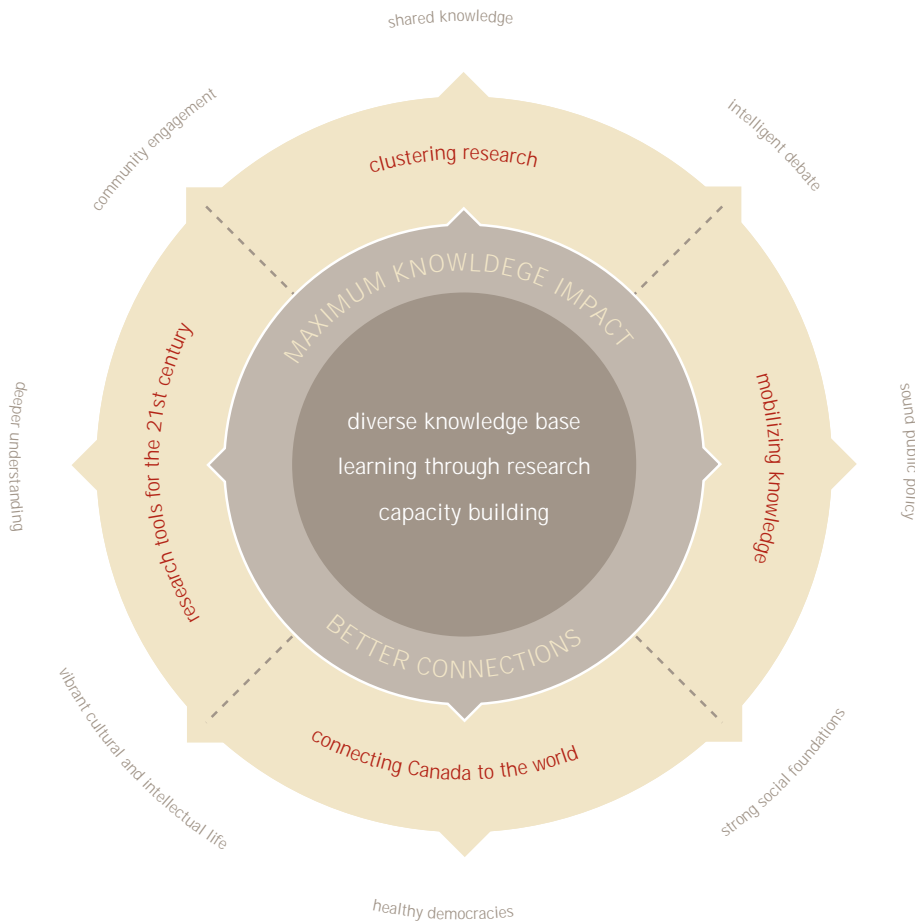 shared knowledge
community engagement
intelligent debate
clustering research
MAXIMUM KNOWLDEGE IMPACT
research tools for the 21st century
mobilizing knowledge
deeper understanding
sound public policy
diverse knowledge base
learning through research
capacity building
BETTER CONNECTIONS
connecting Canada to the world
vibrant cultural and intellectual life
strong social foundations
healthy democracies